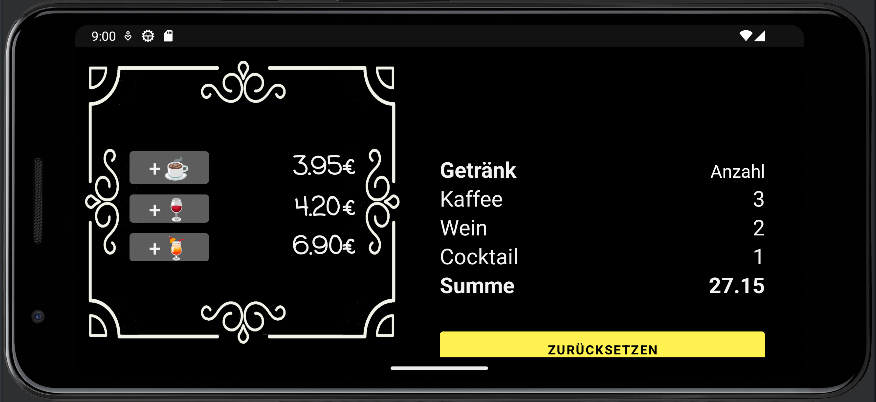 9:00
+
3.95€
+
4.20€
+
6.90€
Getränk Anzahl
Kaffee 3
Wein 2
Cocktail 1
Summe 27.15
ZURÜCKSETZEN